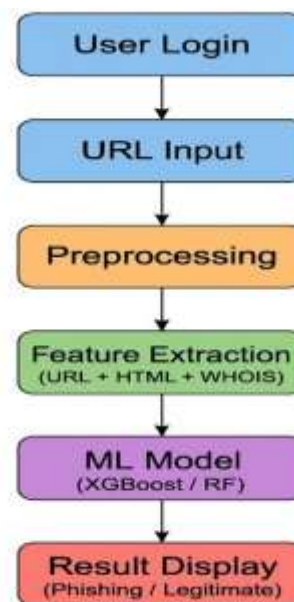 User Login
URL Input
Preprocessing
Feature Extraction
(URL + HTML + WHOIS)
ML Model
(XGBoost / RF)
Result Display
(Phishing / Legitimate)